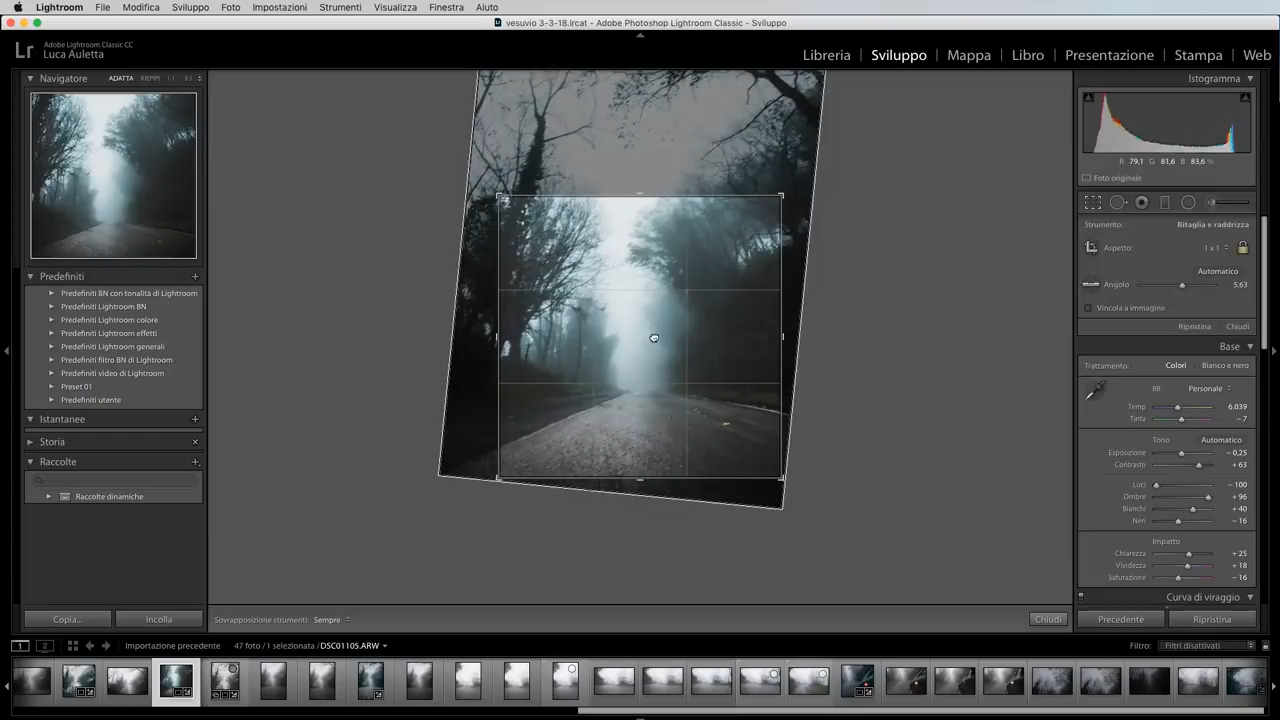 Lightroom File Modifica Sviluppo Foto Impostazioni Strumenti Visualizza Finestra Aiuto
vesuvio 3-3-18.lrcat - Adobe Photoshop Lightroom Classic - Sviluppo
Lr Adobe Lightroom Classic CC
Luca Auletta
Libreria | Sviluppo | Mappa | Libro | Presentazione | Stampa | Web
Navigatore ADATTA RIEMPI 1:1 3:1
Istogramma
R 79,1 G 81,6 B 83,6 %
Foto originale
Strumento: Ritaglia e raddrizza
Aspetto: 1 x 1
Automatico
Angolo 5,63
Vincola a immagine
Ripristina Chiudi
Base
Trattamento: Colori Bianco e nero
BB: Personale
Temp 6.039
Tinta – 7
Tono Automatico
Esposizione – 0,25
Contrasto + 63
Luci – 100
Ombre + 96
Bianchi + 40
Neri – 16
Impatto
Chiarezza + 25
Vividezza + 18
Saturazione – 16
Curva di viraggio
Precedente Ripristina
Predefiniti +
Predefiniti BN con tonalità di Lightroom
Predefiniti Lightroom BN
Predefiniti Lightroom colore
Predefiniti Lightroom effetti
Predefiniti Lightroom generali
Predefiniti filtro BN di Lightroom
Predefiniti video di Lightroom
Preset 01
Predefiniti utente
Istantanee +
Storia ×
Raccolte +
Raccolte dinamiche
Copia... Incolla
Sovrapposizione strumenti: Sempre
Chiudi
1 2 Importazione precedente 47 foto / 1 selezionata / DSC01105.ARW
Filtro: Filtri disattivati